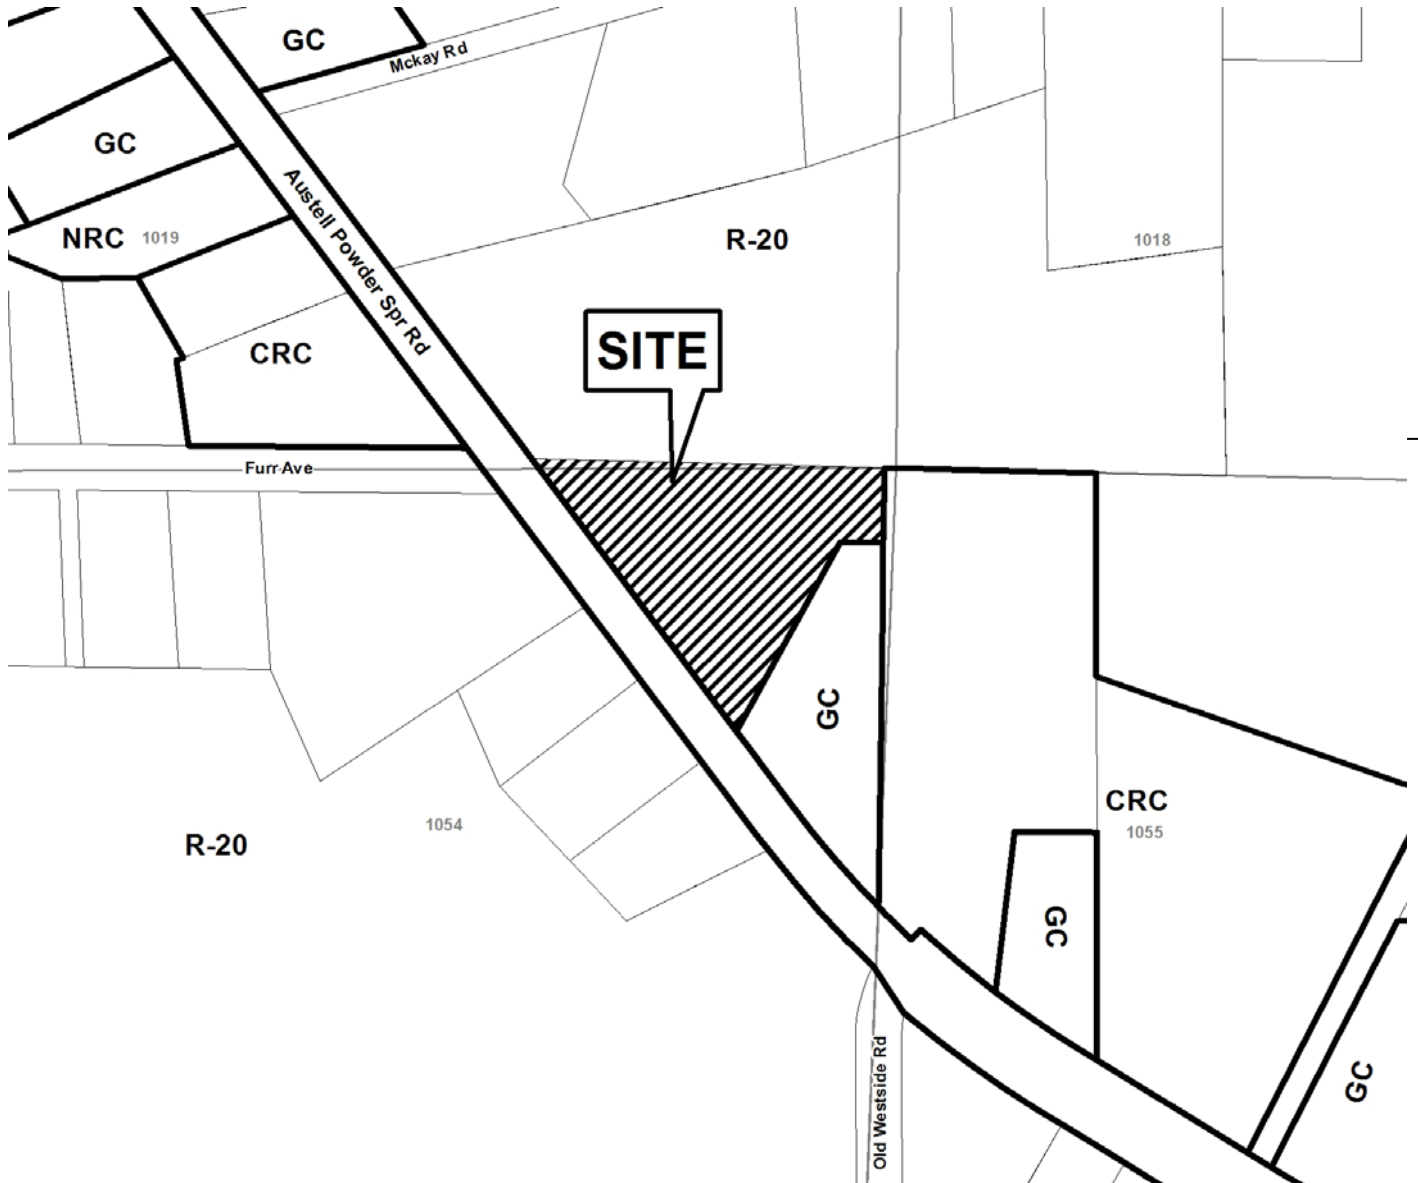 GC
Mckay Rd
GC
Austell Powder Spr Rd
NRC
1019
R-20
1018
CRC
SITE
Furr Ave
GC
CRC
1055
R-20
1054
GC
Old Westside Rd
GC